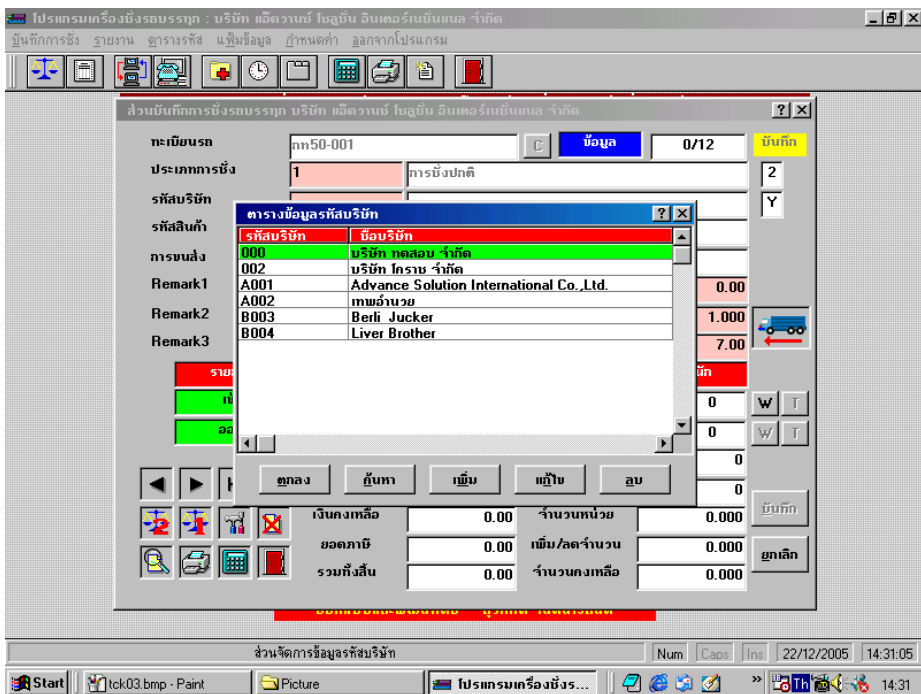 โปรแกรมเครื่องชั่งรถบรรทุก : บริษัท แอ็ดวานซ์ โซลูชั่น อินเตอร์เนชั่นแนล จำกัด
บันทึกการชั่ง รายงาน ตารางรหัส แฟ้มข้อมูล กำหนดค่า ออกจากโปรแกรม
ส่วนบันทึกการชั่งรถบรรทุก บริษัท แอ็ดวานซ์ โซลูชั่น อินเตอร์เนชั่นแนล จำกัด
ทะเบียนรถ กท50-001 C ข้อมูล 0/12 บันทึก
ประเภทการชั่ง 1 การชั่งปกติ 2
รหัสบริษัท Y
รหัสสินค้า
การขนส่ง
Remark1 0.00
Remark2 1.000
Remark3 7.00
ตารางข้อมูลรหัสบริษัท
รหัสบริษัท ชื่อบริษัท
000 บริษัท ทดสอบ จำกัด
002 บริษัท โคราช จำกัด
A001 Advance Solution International Co.,Ltd.
A002 เทพอำนวย
B003 Berli Jucker
B004 Liver Brother
0 W T
0 W T
0
0
ตกลง ค้นหา เพิ่ม แก้ไข ลบ
บันทึก
เงินคงเหลือ 0.00 จำนวนหน่วย 0.000
ยอดภาษี 0.00 เพิ่ม/ลดจำนวน 0.000 ยกเลิก
รวมทั้งสิ้น 0.00 จำนวนคงเหลือ 0.000
ส่วนจัดการข้อมูลรหัสบริษัท Num Caps Ins 22/12/2005 14:31:05
Start tck03.bmp - Paint Picture โปรแกรมเครื่องชั่งร... » Th 14:31